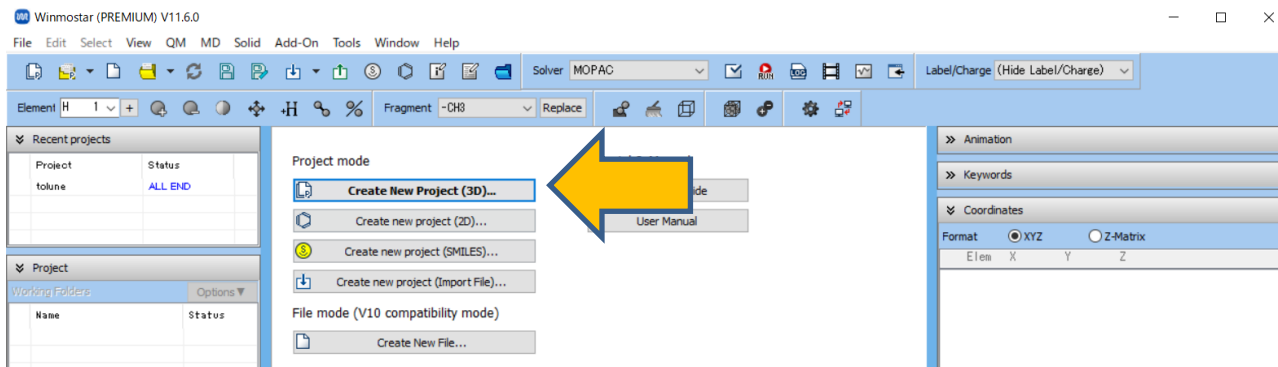 Winmostar (PREMIUM) V11.6.0
File Edit Select View QM MD Solid Add-On Tools Window Help
Solver MOPAC
Label/Charge (Hide Label/Charge)
Element H 1 +
+H
Fragment -CH3 Replace
Recent projects
Project Status
tolune ALL END
Project
Working Folders Options▼
Name Status
Project mode
Create New Project (3D)...
Create new project (2D)...
Create new project (SMILES)...
Create new project (Import File)...
File mode (V10 compatibility mode)
Create New File...
User Manual
Animation
Keywords
Coordinates
Format XYZ Z-Matrix
Elem X Y Z